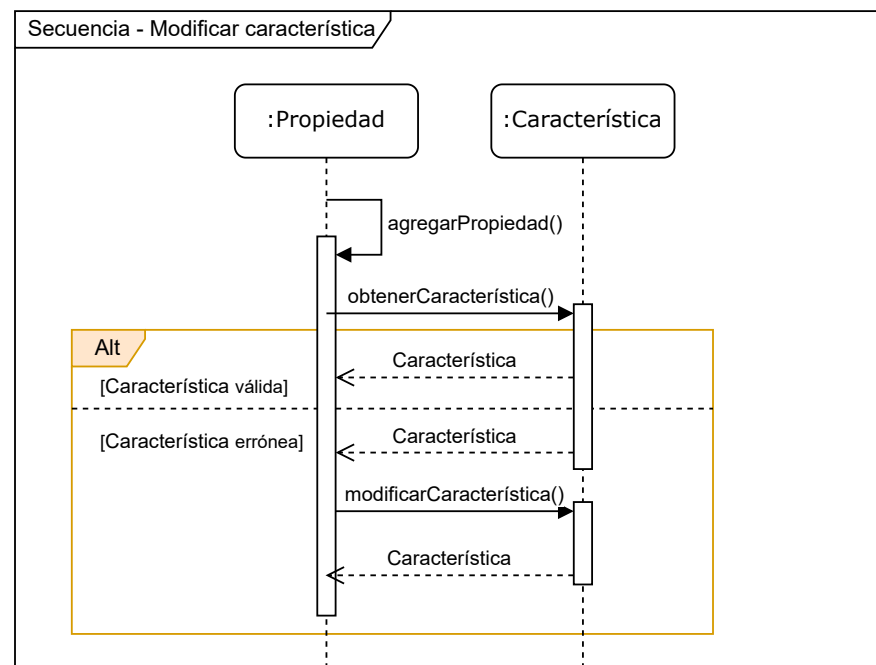 Secuencia - Modificar característica
:Propiedad
:Característica
agregarPropiedad()
obtenerCaracterística()
Alt
Característica
[Característica válida]
Característica
[Característica errónea]
modificarCaracterística()
Característica